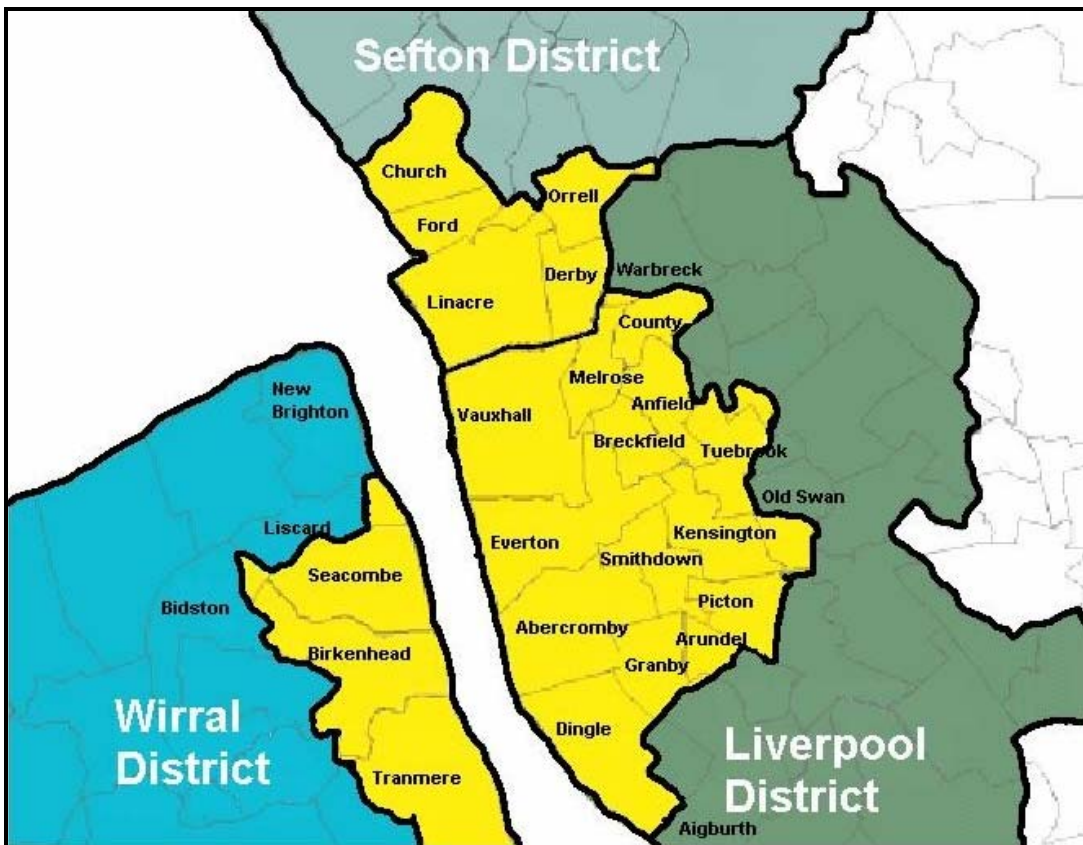 Sefton District
Church
Orrell
Ford
Derby
Warbreck
Linacre
County
New
Brighton
Melrose
Anfield
Vauxhall
Breckfield
Tuebrook
Old Swan
Liscard
Everton
Kensington
Smithdown
Seacombe
Bidston
Picton
Abercromby
Arundel
Birkenhead
Granby
Wirral
District
Dingle
Liverpool
District
Tranmere
Aigburth